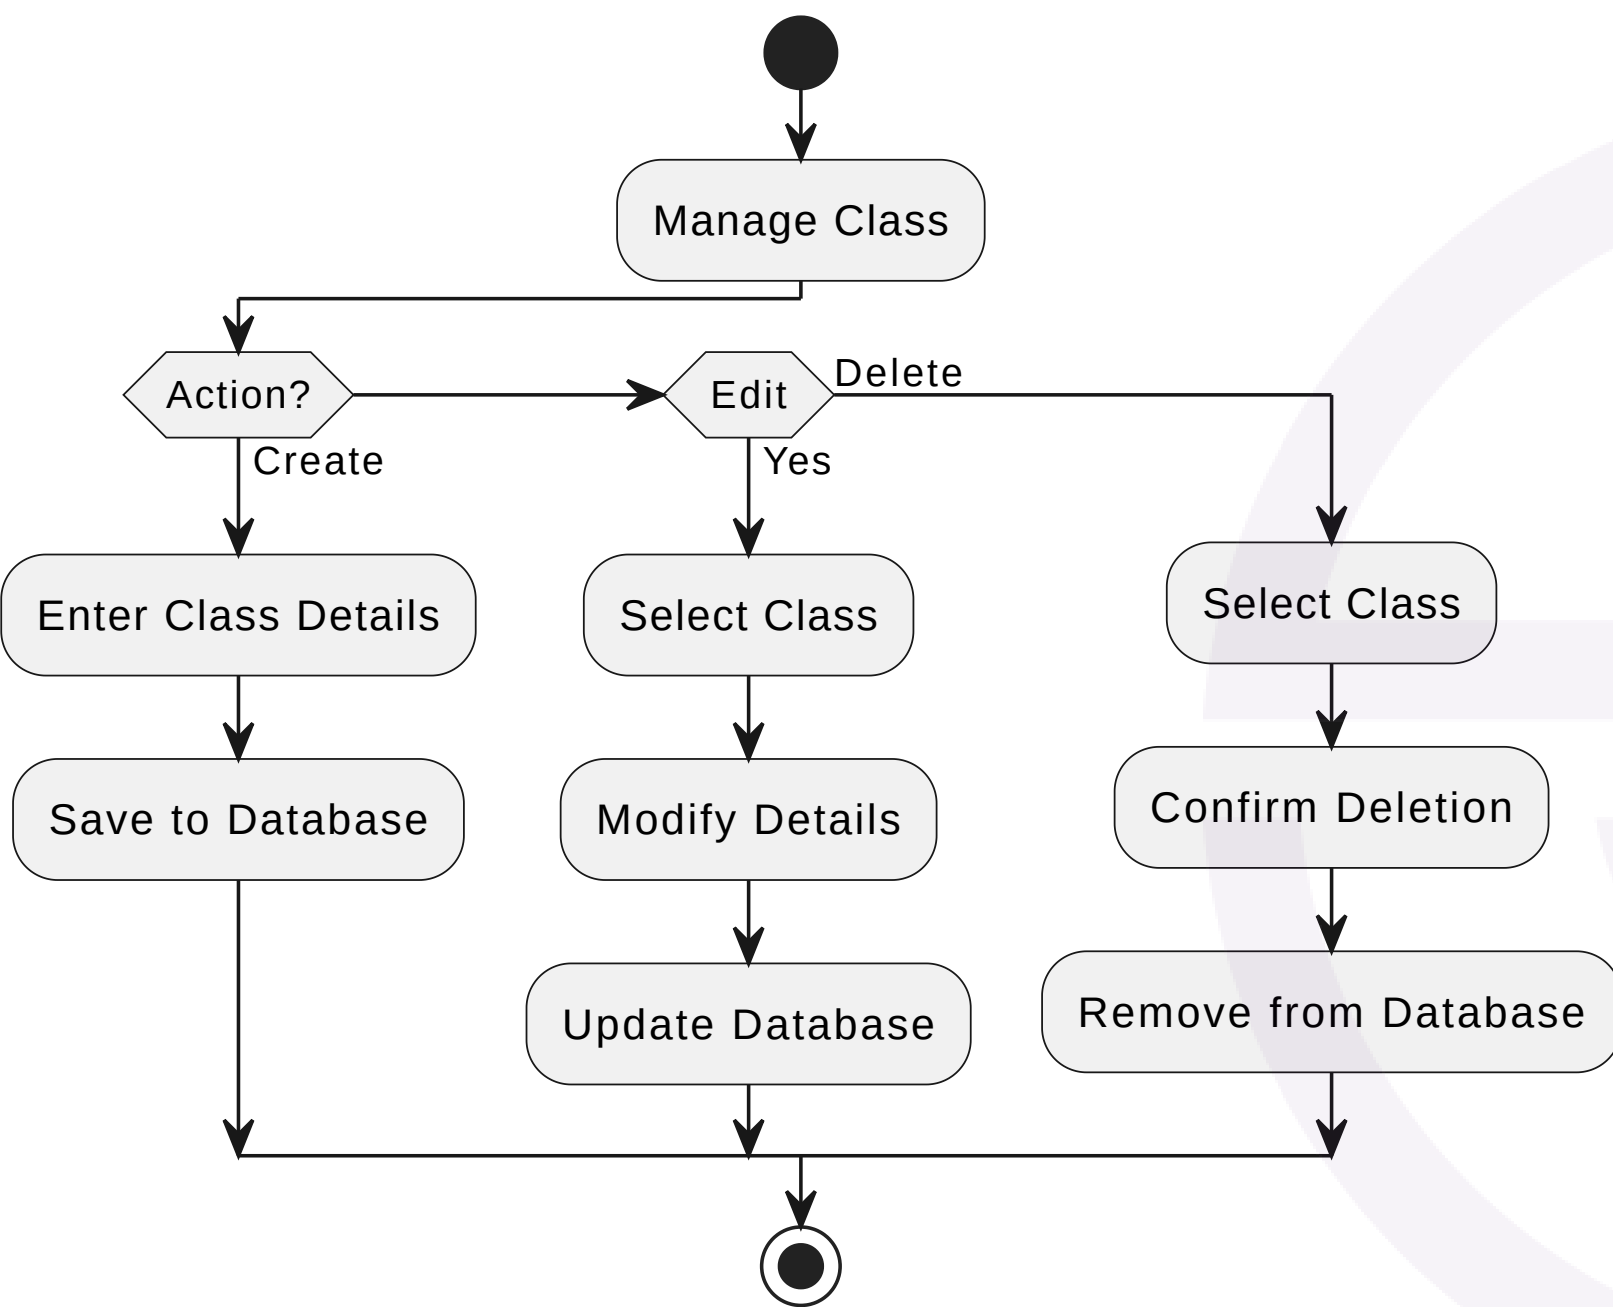 Manage Class
Action?
Edit
Delete
Create
Yes
Enter Class Details
Select Class
Select Class
Save to Database
Modify Details
Confirm Deletion
Update Database
Remove from Database